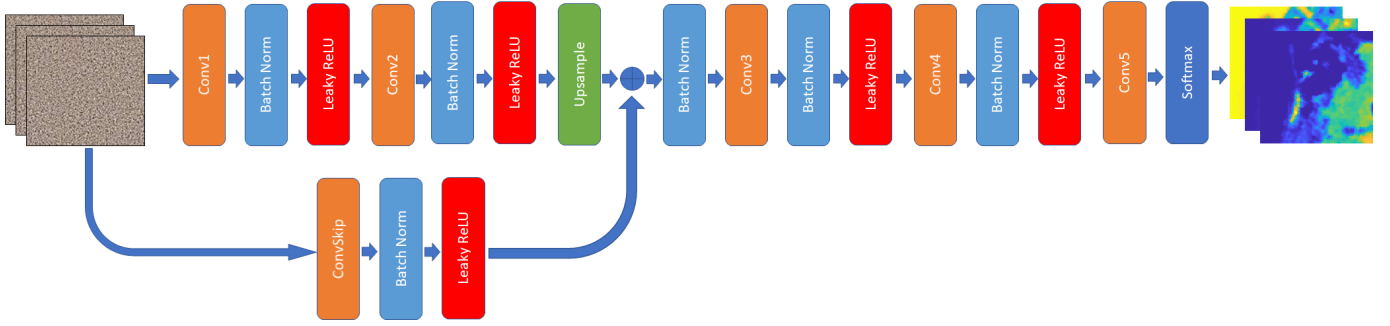 Conv1
Batch Norm
Leaky ReLU
Conv2
Batch Norm
Leaky ReLU
Upsample
Batch Norm
Conv3
Batch Norm
Leaky ReLU
Conv4
Batch Norm
Leaky ReLU
Conv5
Softmax
ConvSkip
Batch Norm
Leaky ReLU